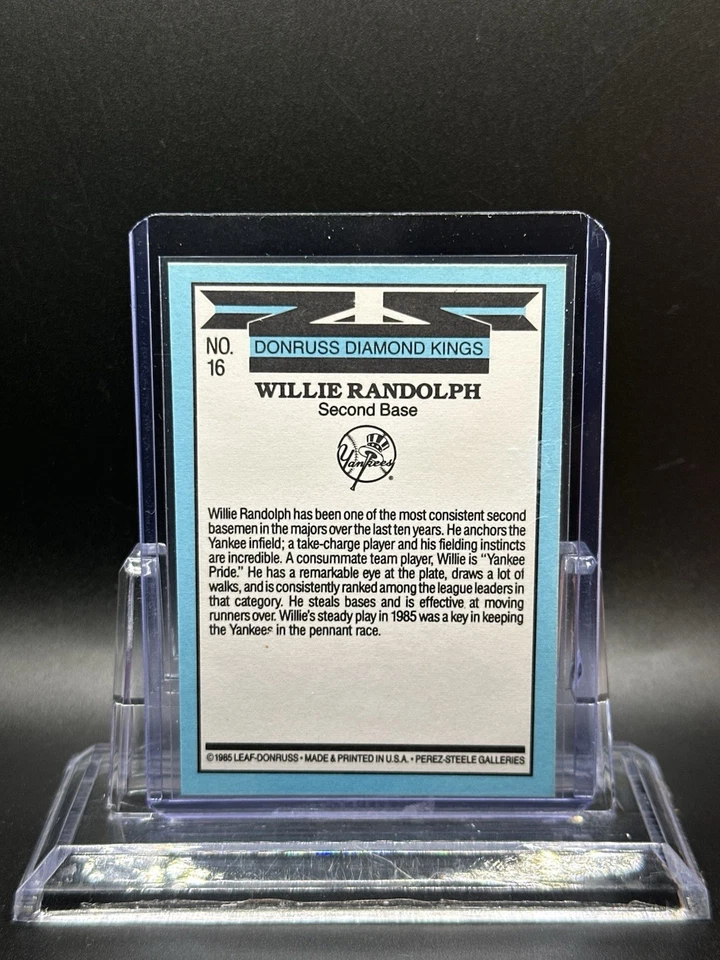 NO.
16
DONRUSS DIAMOND KINGS
WILLIE RANDOLPH
Second Base
Yankees
®
Willie Randolph has been one of the most consistent second
basemen in the majors over the last ten years. He anchors the
Yankee infield; a take-charge player and his fielding instincts
are incredible. A consummate team player, Willie is "Yankee
Pride." He has a remarkable eye at the plate, draws a lot of
walks, and is consistently ranked among the league leaders in
that category. He steals bases and is effective at moving
runners over. Willie's steady play in 1985 was a key in keeping
the Yankees in the pennant race.
© 1985 LEAF-DONRUSS • MADE & PRINTED IN U.S.A. • PEREZ-STEELE GALLERIES